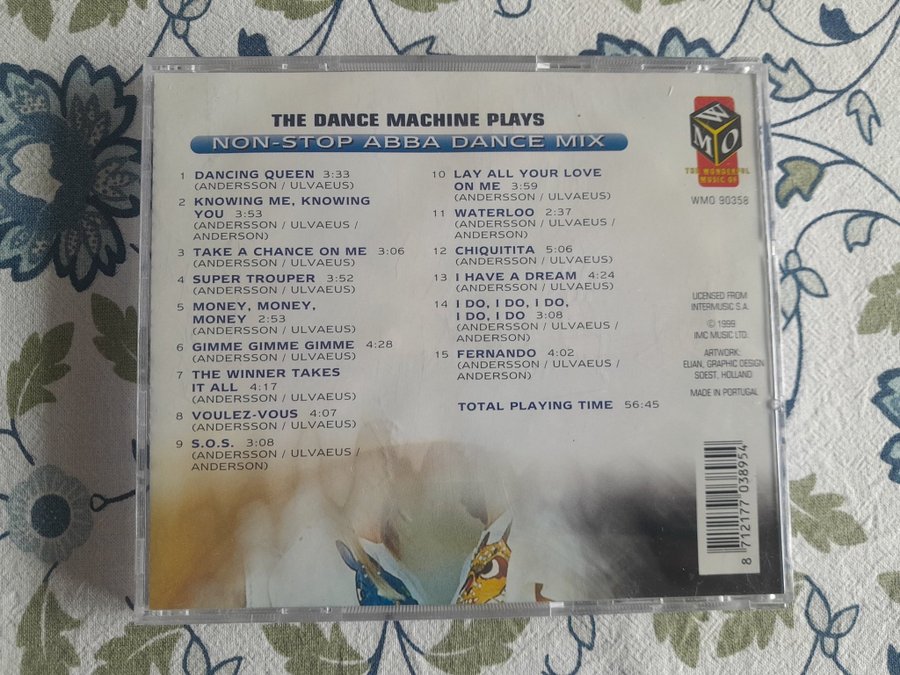 THE DANCE MACHINE PLAYS
NON-STOP ABBA DANCE MIX
1 DANCING QUEEN 3:33
(ANDERSSON / ULVAEUS)
2 KNOWING ME, KNOWING
YOU 3:53
(ANDERSSON / ULVAEUS /
ANDERSON)
3 TAKE A CHANCE ON ME 3:06
(ANDERSSON / ULVAEUS)
4 SUPER TROUPER 3:52
(ANDERSSON / ULVAEUS)
5 MONEY, MONEY,
MONEY 2:53
(ANDERSSON / ULVAEUS)
6 GIMME GIMME GIMME 4:28
(ANDERSSON / ULVAEUS)
7 THE WINNER TAKES
IT ALL 4:17
(ANDERSSON / ULVAEUS)
8 VOULEZ-VOUS 4:07
(ANDERSSON / ULVAEUS)
9 S.O.S. 3:08
(ANDERSSON / ULVAEUS /
ANDERSON)
10 LAY ALL YOUR LOVE
ON ME 3:59
(ANDERSSON / ULVAEUS)
11 WATERLOO 2:37
(ANDERSSON / ULVAEUS /
ANDERSON)
12 CHIQUITITA 5:06
(ANDERSSON / ULVAEUS)
13 I HAVE A DREAM 4:24
(ANDERSSON / ULVAEUS)
14 I DO, I DO, I DO,
I DO, I DO 3:08
(ANDERSSON / ULVAEUS /
ANDERSON)
15 FERNANDO 4:02
(ANDERSSON / ULVAEUS /
ANDERSON)
TOTAL PLAYING TIME 56:45
WMO
THE WONDERFUL
MUSIC OF
WMO 90358
LICENSED FROM
INTERMUSIC S.A.
© 1999
IMC MUSIC LTD.
ARTWORK:
ELIAN, GRAPHIC DESIGN
SOEST, HOLLAND
MADE IN PORTUGAL
8 712177 038954